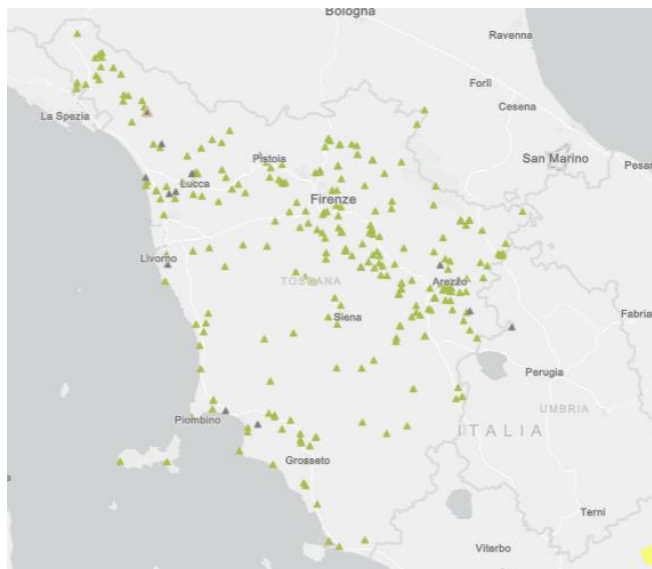 Bologna
Ravenna
Forlì
Cesena
La Spezia
Pistoia
San Marino
Pesar
Lucca
Firenze
Livorno
TOSCANA
Arezzo
Siena
Fabria
Perugia
Piombino
UMBRIA
ITALIA
Grosseto
Terni
Viterbo